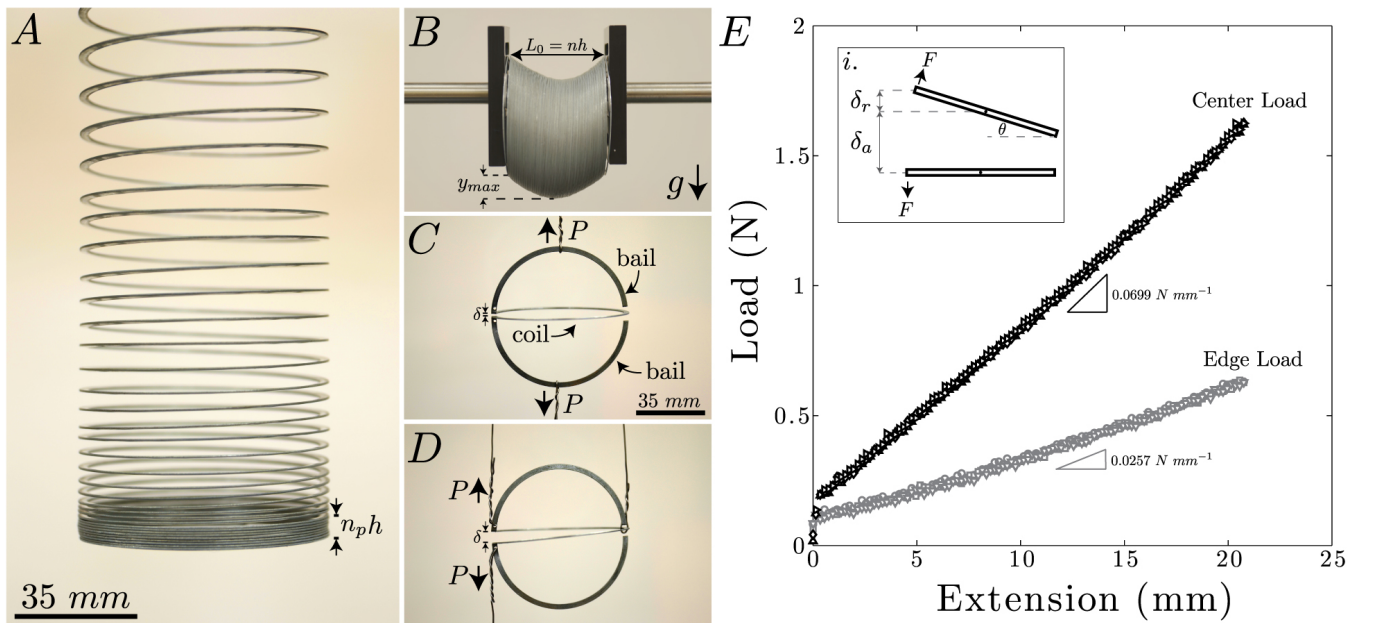 A
n_p h
35 mm
B
L_0 = nh
y_max
g
C
P
bail
δ
coil
bail
P
35 mm
D
P
δ
P
E
Load (N)
2
1.5
1
0.5
0
0
5
10
15
20
25
Extension (mm)
i.
F
δ_r
θ
δ_a
F
Center Load
0.0699 N mm⁻¹
Edge Load
0.0257 N mm⁻¹